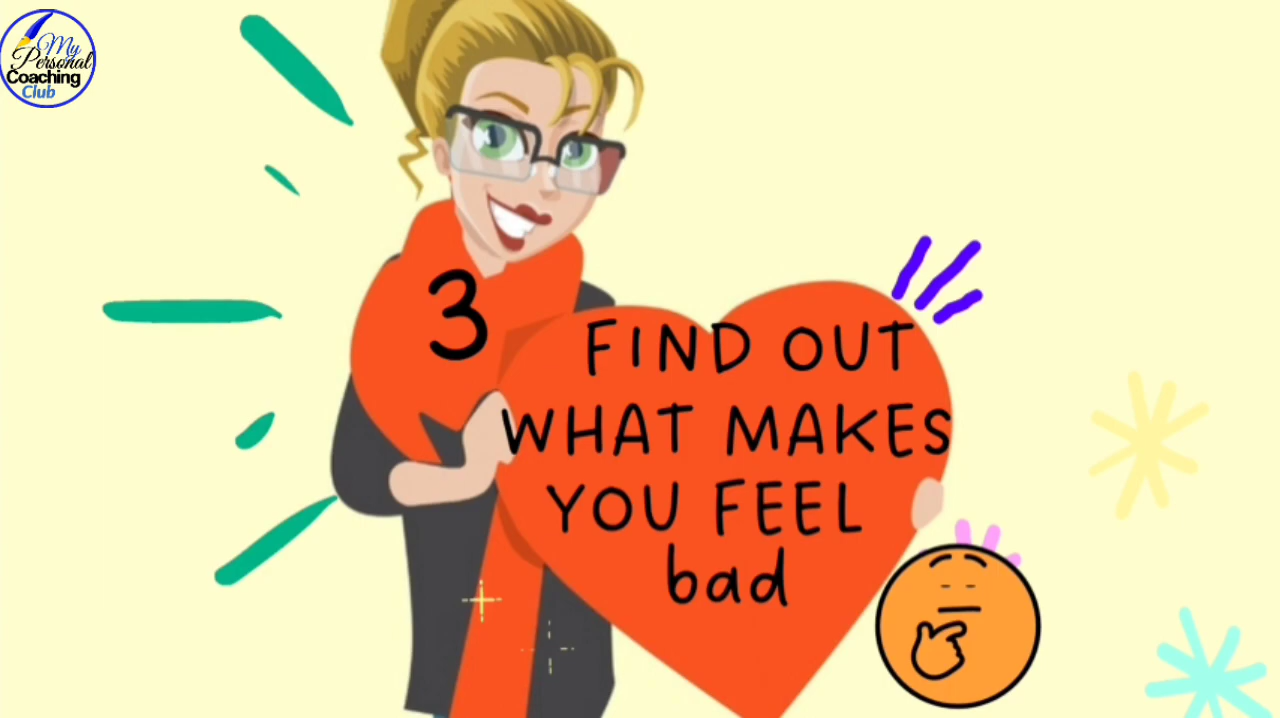 My
Personal
Coaching
Club
3
FIND OUT
WHAT MAKES
YOU FEEL
bad